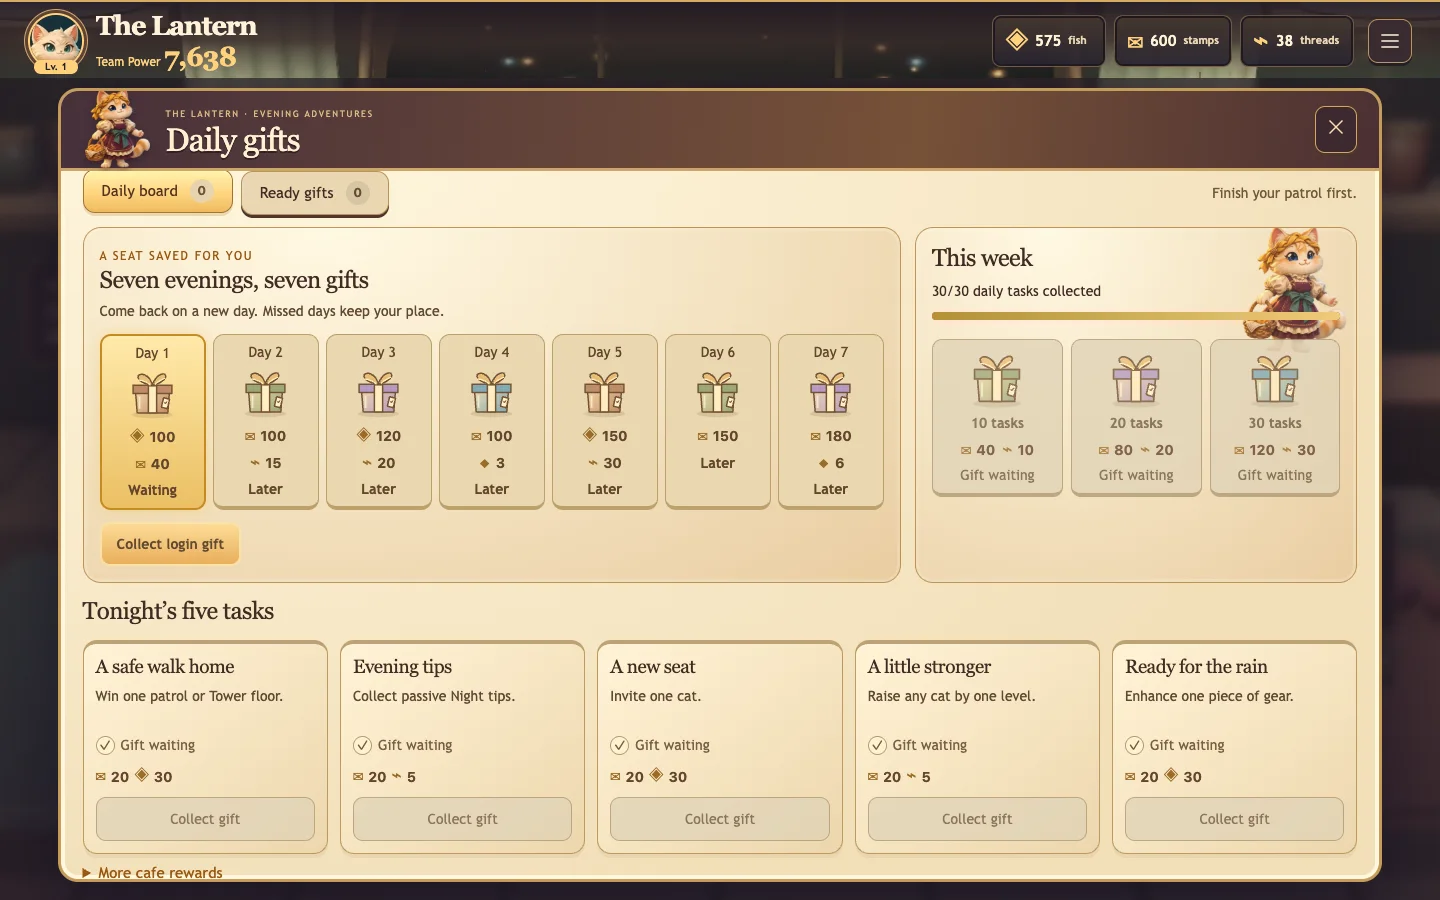 The Lantern
Lv. 1
Team Power 7,638
575 fish
600 stamps
38 threads
THE LANTERN · EVENING ADVENTURES
Daily gifts
Daily board 0
Ready gifts 0
Finish your patrol first.
A SEAT SAVED FOR YOU
Seven evenings, seven gifts
Come back on a new day. Missed days keep your place.
Day 1
100
40
Waiting
Day 2
100
15
Later
Day 3
120
20
Later
Day 4
100
3
Later
Day 5
150
30
Later
Day 6
150
Later
Day 7
180
6
Later
Collect login gift
This week
30/30 daily tasks collected
10 tasks
40 10
Gift waiting
20 tasks
80 20
Gift waiting
30 tasks
120 30
Gift waiting
Tonight’s five tasks
A safe walk home
Win one patrol or Tower floor.
Gift waiting
20 30
Collect gift
Evening tips
Collect passive Night tips.
Gift waiting
20 5
Collect gift
A new seat
Invite one cat.
Gift waiting
20 30
Collect gift
A little stronger
Raise any cat by one level.
Gift waiting
20 5
Collect gift
Ready for the rain
Enhance one piece of gear.
Gift waiting
20 30
Collect gift
More cafe rewards